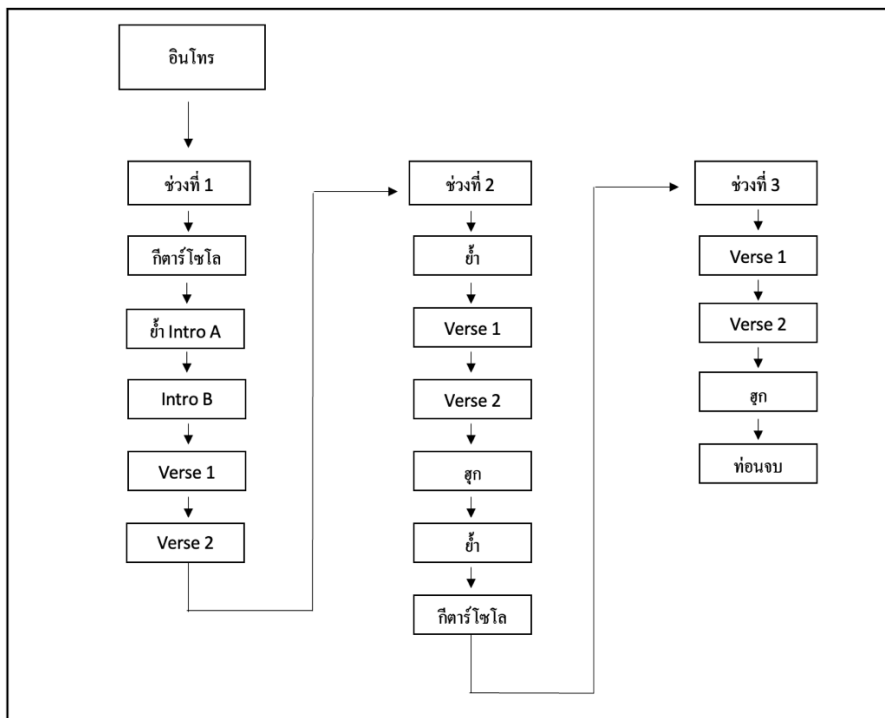 อินโทร
ช่วงที่ 1
กีตาร์โซโล
ย้ำ Intro A
Intro B
Verse 1
Verse 2
ช่วงที่ 2
ย้ำ
Verse 1
Verse 2
ฮุก
ย้ำ
กีตาร์โซโล
ช่วงที่ 3
Verse 1
Verse 2
ฮุก
ท่อนจบ